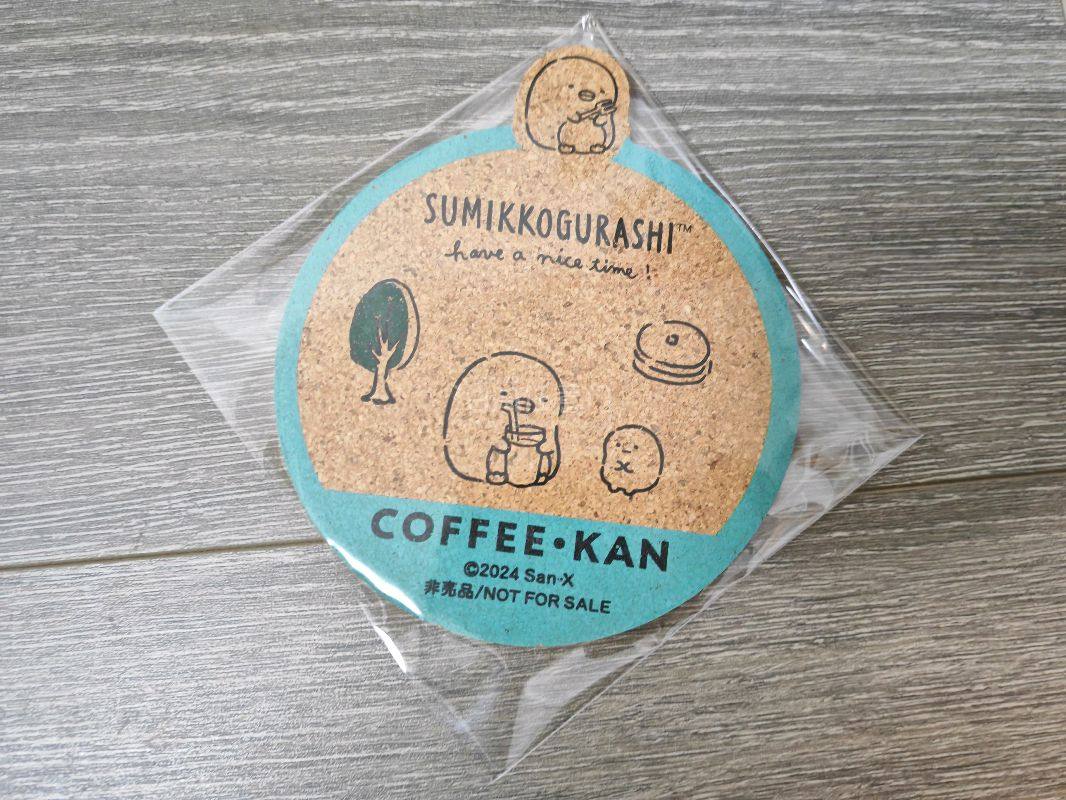 SUMIKKOGURASHI™
have a nice time!
COFFEE•KAN
©2024 San-X
非売品/NOT FOR SALE